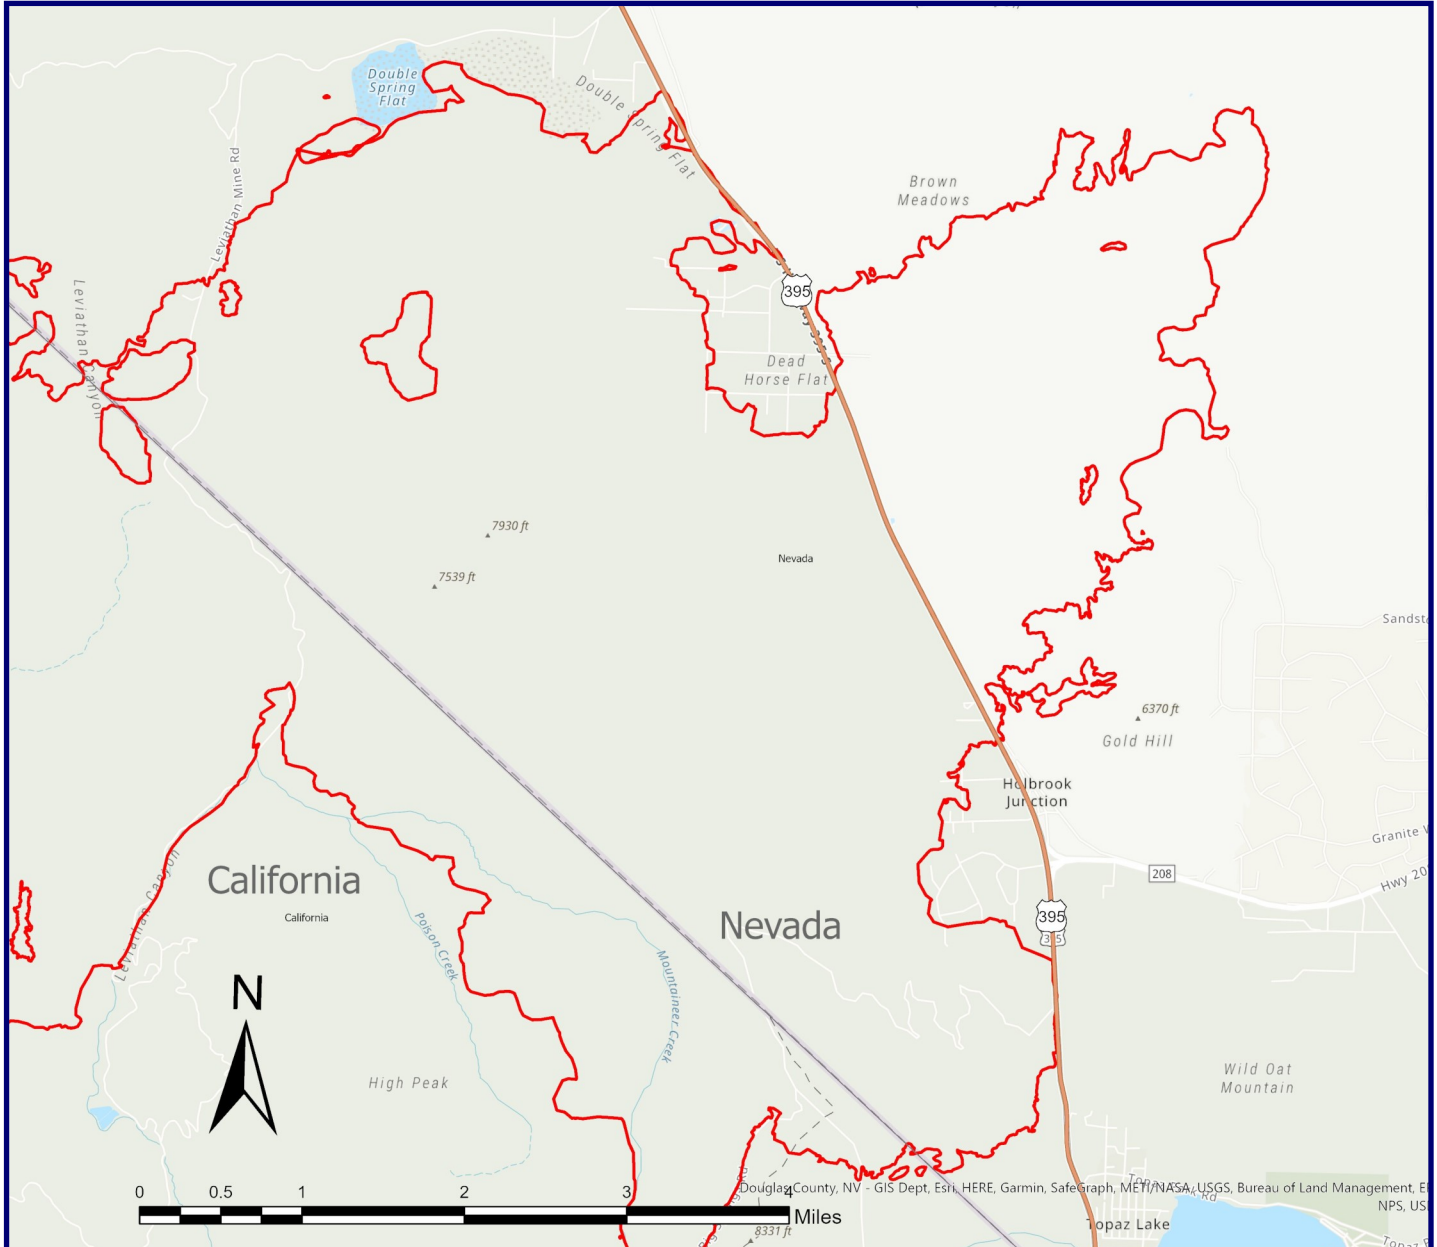 Double
Spring
Flat
Double Spring Flat
Leviathan Mine Rd
Brown
Meadows
Leviathan Canyon
395
Dead
Horse Flat
7930 ft
7539 ft
Nevada
6370 ft
Gold Hill
Holbrook
Junction
Granite
208
Hwy 20
California
California
Leviathan Canyon
Poison Creek
Nevada
395
395
Mountaineer Creek
N
High Peak
Wild Oat
Mountain
0 0.5 1 2 3 4
Miles
Douglas County, NV - GIS Dept, Esri, HERE, Garmin, SafeGraph, METI/NASA, USGS, Bureau of Land Management,
NPS,
Topaz Lake
8331 ft